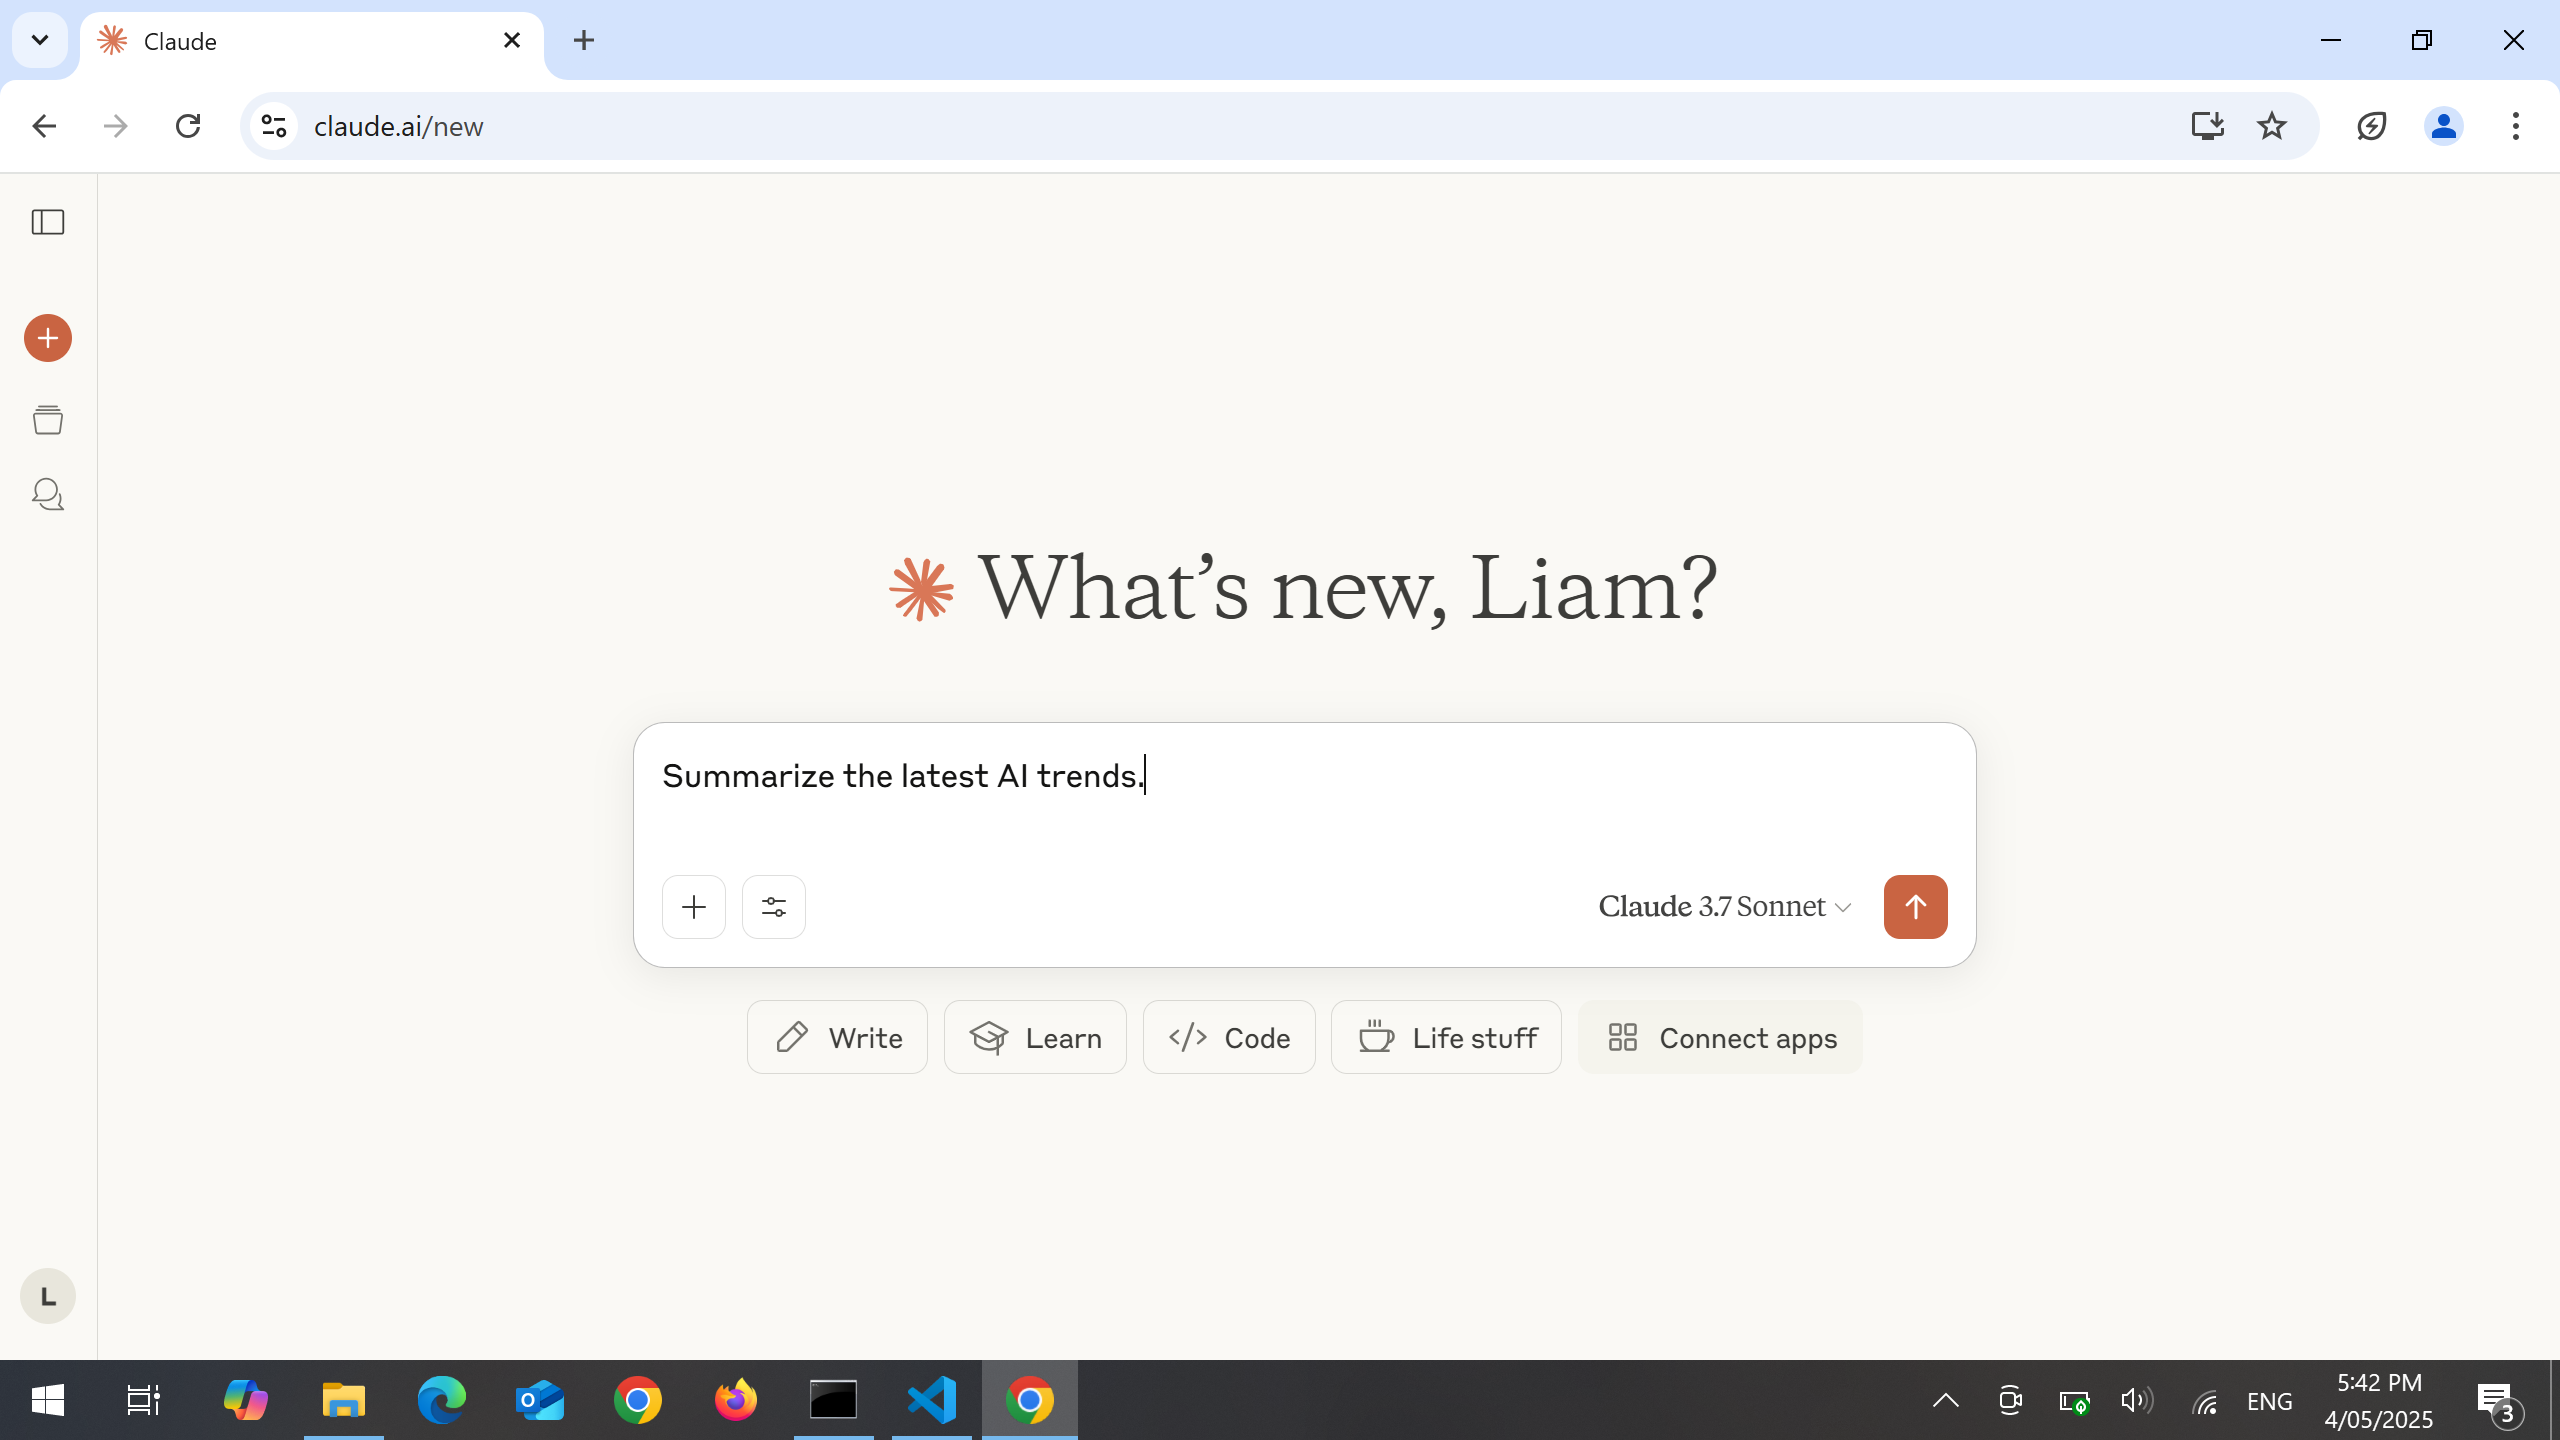 Claude
claude.ai/new
What's new, Liam?
Summarize the latest AI trends.
Claude 3.7 Sonnet
Write
Learn
Code
Life stuff
Connect apps
L
ENG
5:42 PM
4/05/2025
3